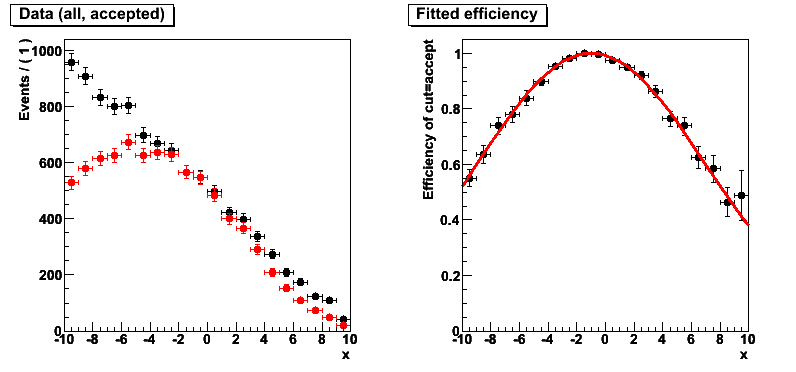 Data (all, accepted)
Events / ( 1 )
1000
800
600
400
200
0
-10 -8 -6 -4 -2 0 2 4 6 8 10
x
Fitted efficiency
Efficiency of cut=accept
1
0.8
0.6
0.4
0.2
0
-10 -8 -6 -4 -2 0 2 4 6 8 10
x